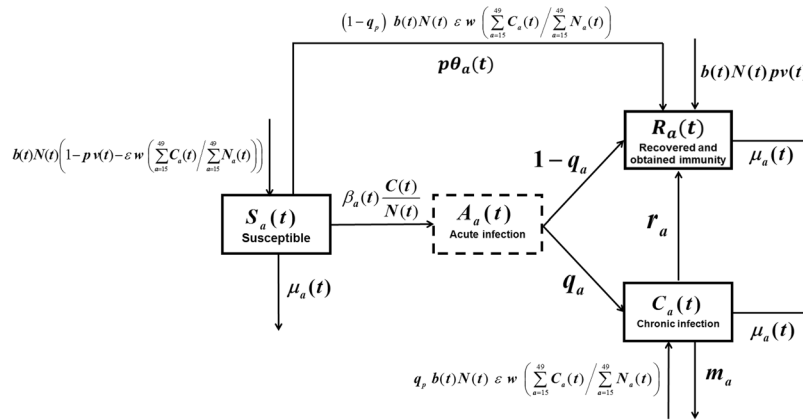 (1-q_p) b(t)N(t) ε w (∑_{a=15}^{49} C_a(t) / ∑_{a=15}^{49} N_a(t))
pθ_a(t)
b(t)N(t) pv(t
b(t)N(t)(1-p v(t)-ε w (∑_{a=15}^{49} C_a(t) / ∑_{a=15}^{49} N_a(t)))
R_a(t)
Recovered and
obtained immunity
μ_a(t)
1-q_a
S_a(t)
Susceptible
β_a(t) C(t)/N(t)
A_a(t)
Acute infection
r_a
μ_a(t)
q_a
C_a(t)
Chronic infection
μ_a(t)
q_p b(t)N(t) ε w (∑_{a=15}^{49} C_a(t) / ∑_{a=15}^{49} N_a(t))
m_a